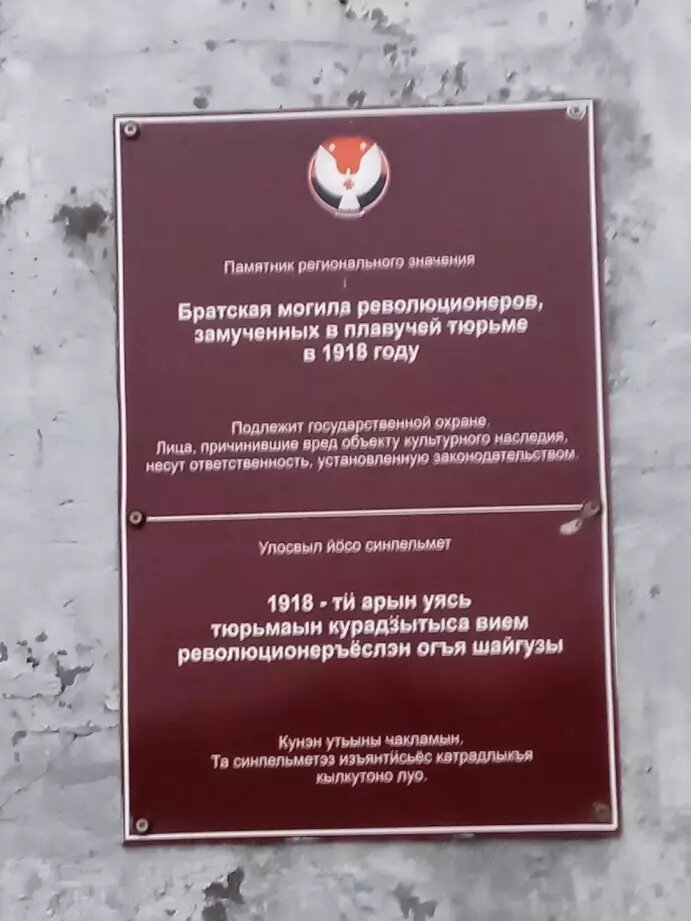 Памятник регионального значения
Братская могила революционеров,
замученных в плавучей тюрьме
в 1918 году
Подлежит государственной охране.
Лица, причинившие вред объекту культурного наследия,
несут ответственность, установленную законодательством.
Улосвыл йӧсо синпельмет
1918 - тӥ арын уясь
тюрьмаын курадӟытыса вием
революционеръёслэн огъя шайгузы
Кунэн утьыны чакламын.
Та синпельметэз изъянтӥсьёс катрадлыкъя
кылкутоно луо.